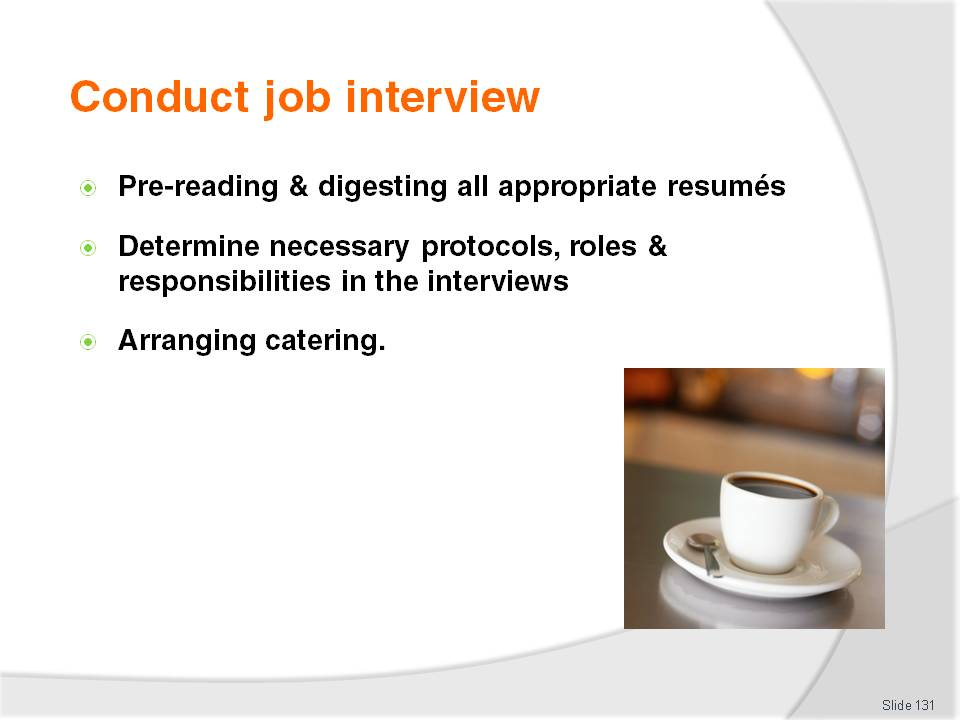 Conduct job interview
Pre-reading & digesting all appropriate resumés
Determine necessary protocols, roles &
responsibilities in the interviews
Arranging catering.
Slide 131